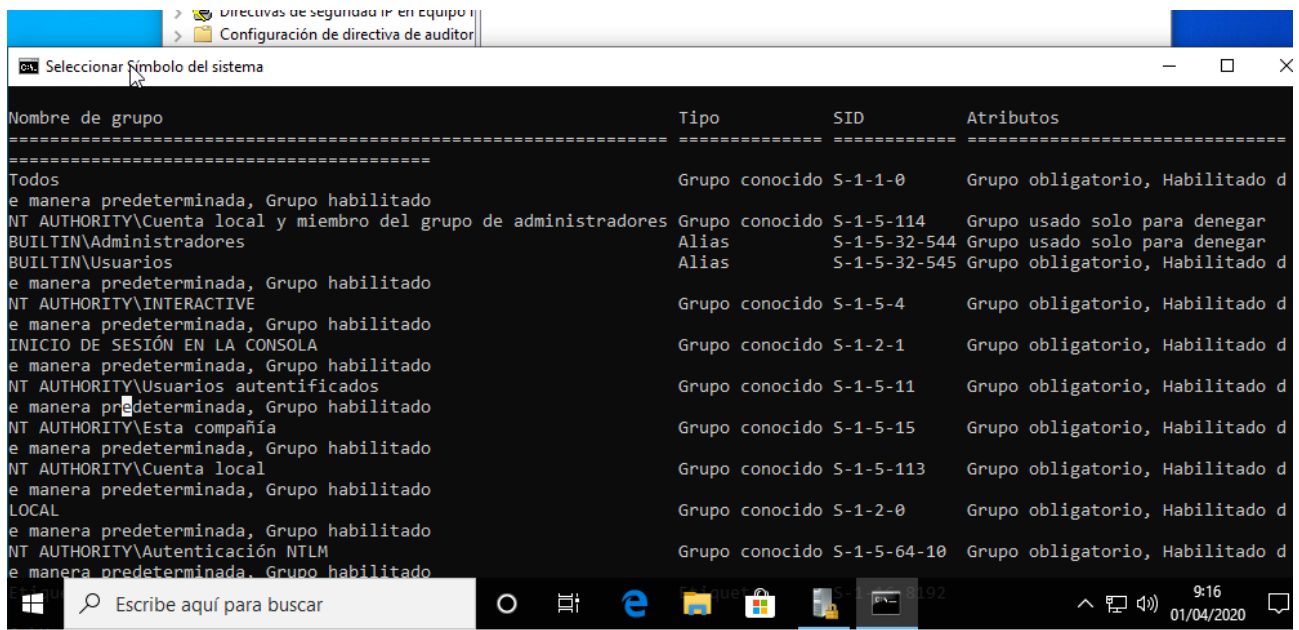 Directivas de seguridad IP en Equipo l
Configuración de directiva de auditor
Seleccionar Símbolo del sistema
Nombre de grupo Tipo SID Atributos
================================================================= ============== ============ ===============================
=========================================
Todos Grupo conocido S-1-1-0 Grupo obligatorio, Habilitado d
e manera predeterminada, Grupo habilitado
NT AUTHORITY\Cuenta local y miembro del grupo de administradores Grupo conocido S-1-5-114 Grupo usado solo para denegar
BUILTIN\Administradores Alias S-1-5-32-544 Grupo usado solo para denegar
BUILTIN\Usuarios Alias S-1-5-32-545 Grupo obligatorio, Habilitado d
e manera predeterminada, Grupo habilitado
NT AUTHORITY\INTERACTIVE Grupo conocido S-1-5-4 Grupo obligatorio, Habilitado d
e manera predeterminada, Grupo habilitado
INICIO DE SESIÓN EN LA CONSOLA Grupo conocido S-1-2-1 Grupo obligatorio, Habilitado d
e manera predeterminada, Grupo habilitado
NT AUTHORITY\Usuarios autentificados Grupo conocido S-1-5-11 Grupo obligatorio, Habilitado d
e manera predeterminada, Grupo habilitado
NT AUTHORITY\Esta compañía Grupo conocido S-1-5-15 Grupo obligatorio, Habilitado d
e manera predeterminada, Grupo habilitado
NT AUTHORITY\Cuenta local Grupo conocido S-1-5-113 Grupo obligatorio, Habilitado d
e manera predeterminada, Grupo habilitado
LOCAL Grupo conocido S-1-2-0 Grupo obligatorio, Habilitado d
e manera predeterminada, Grupo habilitado
NT AUTHORITY\Autenticación NTLM Grupo conocido S-1-5-64-10 Grupo obligatorio, Habilitado d
e manera predeterminada, Grupo habilitado
Escribe aquí para buscar
9:16
01/04/2020